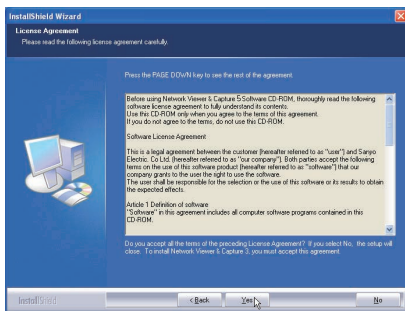 InstallShield Wizard
License Agreement
Please read the following license agreement carefully.
Press the PAGE DOWN key to see the rest of the agreement.
Before using Network Viewer & Capture 5 Software CD-ROM, thoroughly read the following
software license agreement to fully understand its contents.
Use this CD-ROM only when you agree to the terms of this agreement.
If you do not agree to the terms, do not use this CD-ROM.
Software License Agreement
This is a legal agreement between the customer (hereafter referred to as "user") and Sanyo
Electric. Co Ltd. (hereafter referred to as "our company"). Both parties accept the following
terms on the use of this software product (hereafter referred to as "software") that our
company grants to the user the right to use the software.
The user shall be responsible for the selection or the use of this software or its results to obtain
the expected effects.
Article 1 Definition of software
"Software" in this agreement includes all computer software programs contained in this
CD-ROM.
Do you accept all the terms of the preceding License Agreement? If you select No, the setup will
close. To install Network Viewer & Capture 3, you must accept this agreement.
InstallShield
< Back Yes No